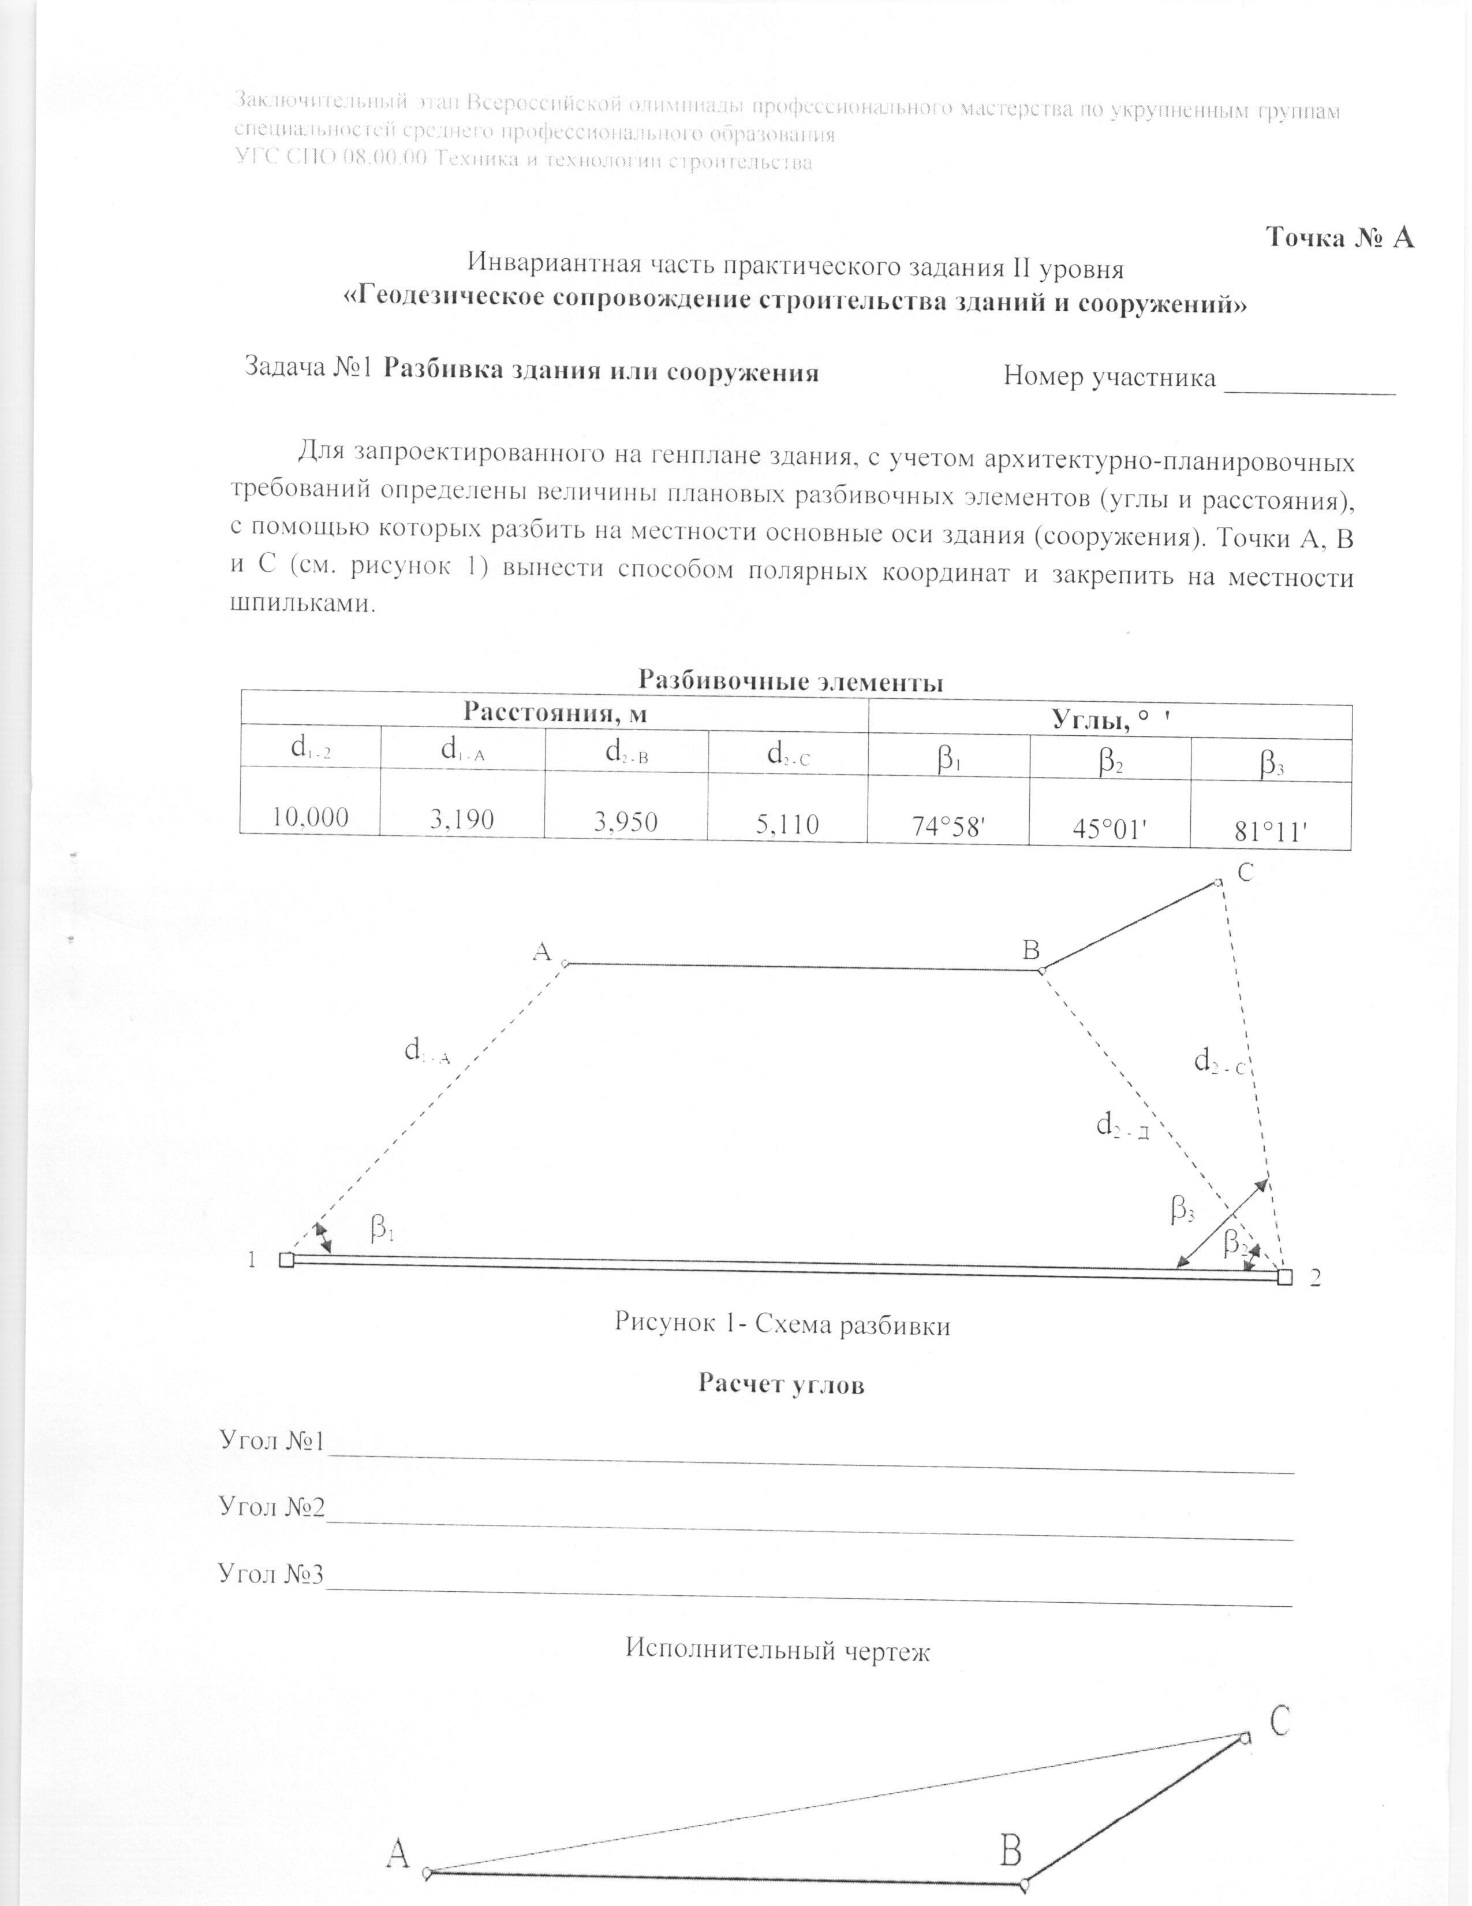 Заключительный этап Всероссийской олимпиады профессионального мастерства по укрупненным группам
специальностей среднего профессионального образования
УГС СПО 08.00.00 Техника и технологии строительства
Точка № А
Инвариантная часть практического задания II уровня
«Геодезическое сопровождение строительства зданий и сооружений»
Задача №1 Разбивка здания или сооружения Номер участника ____________
Для запроектированного на генплане здания, с учетом архитектурно-планировочных
требований определены величины плановых разбивочных элементов (углы и расстояния),
с помощью которых разбить на местности основные оси здания (сооружения). Точки А, В
и С (см. рисунок 1) вынести способом полярных координат и закрепить на местности
шпильками.
Разбивочные элементы
Расстояния, м Углы, ° '
d1-2 d1-A d2-B d2-C β1 β2 β3
10,000 3,190 3,950 5,110 74°58' 45°01' 81°11'
C
A B
d1-A d2-C
d2-Д
β1 β3
β2
1 2
Рисунок 1- Схема разбивки
Расчет углов
Угол №1
Угол №2
Угол №3
Исполнительный чертеж
C
A B